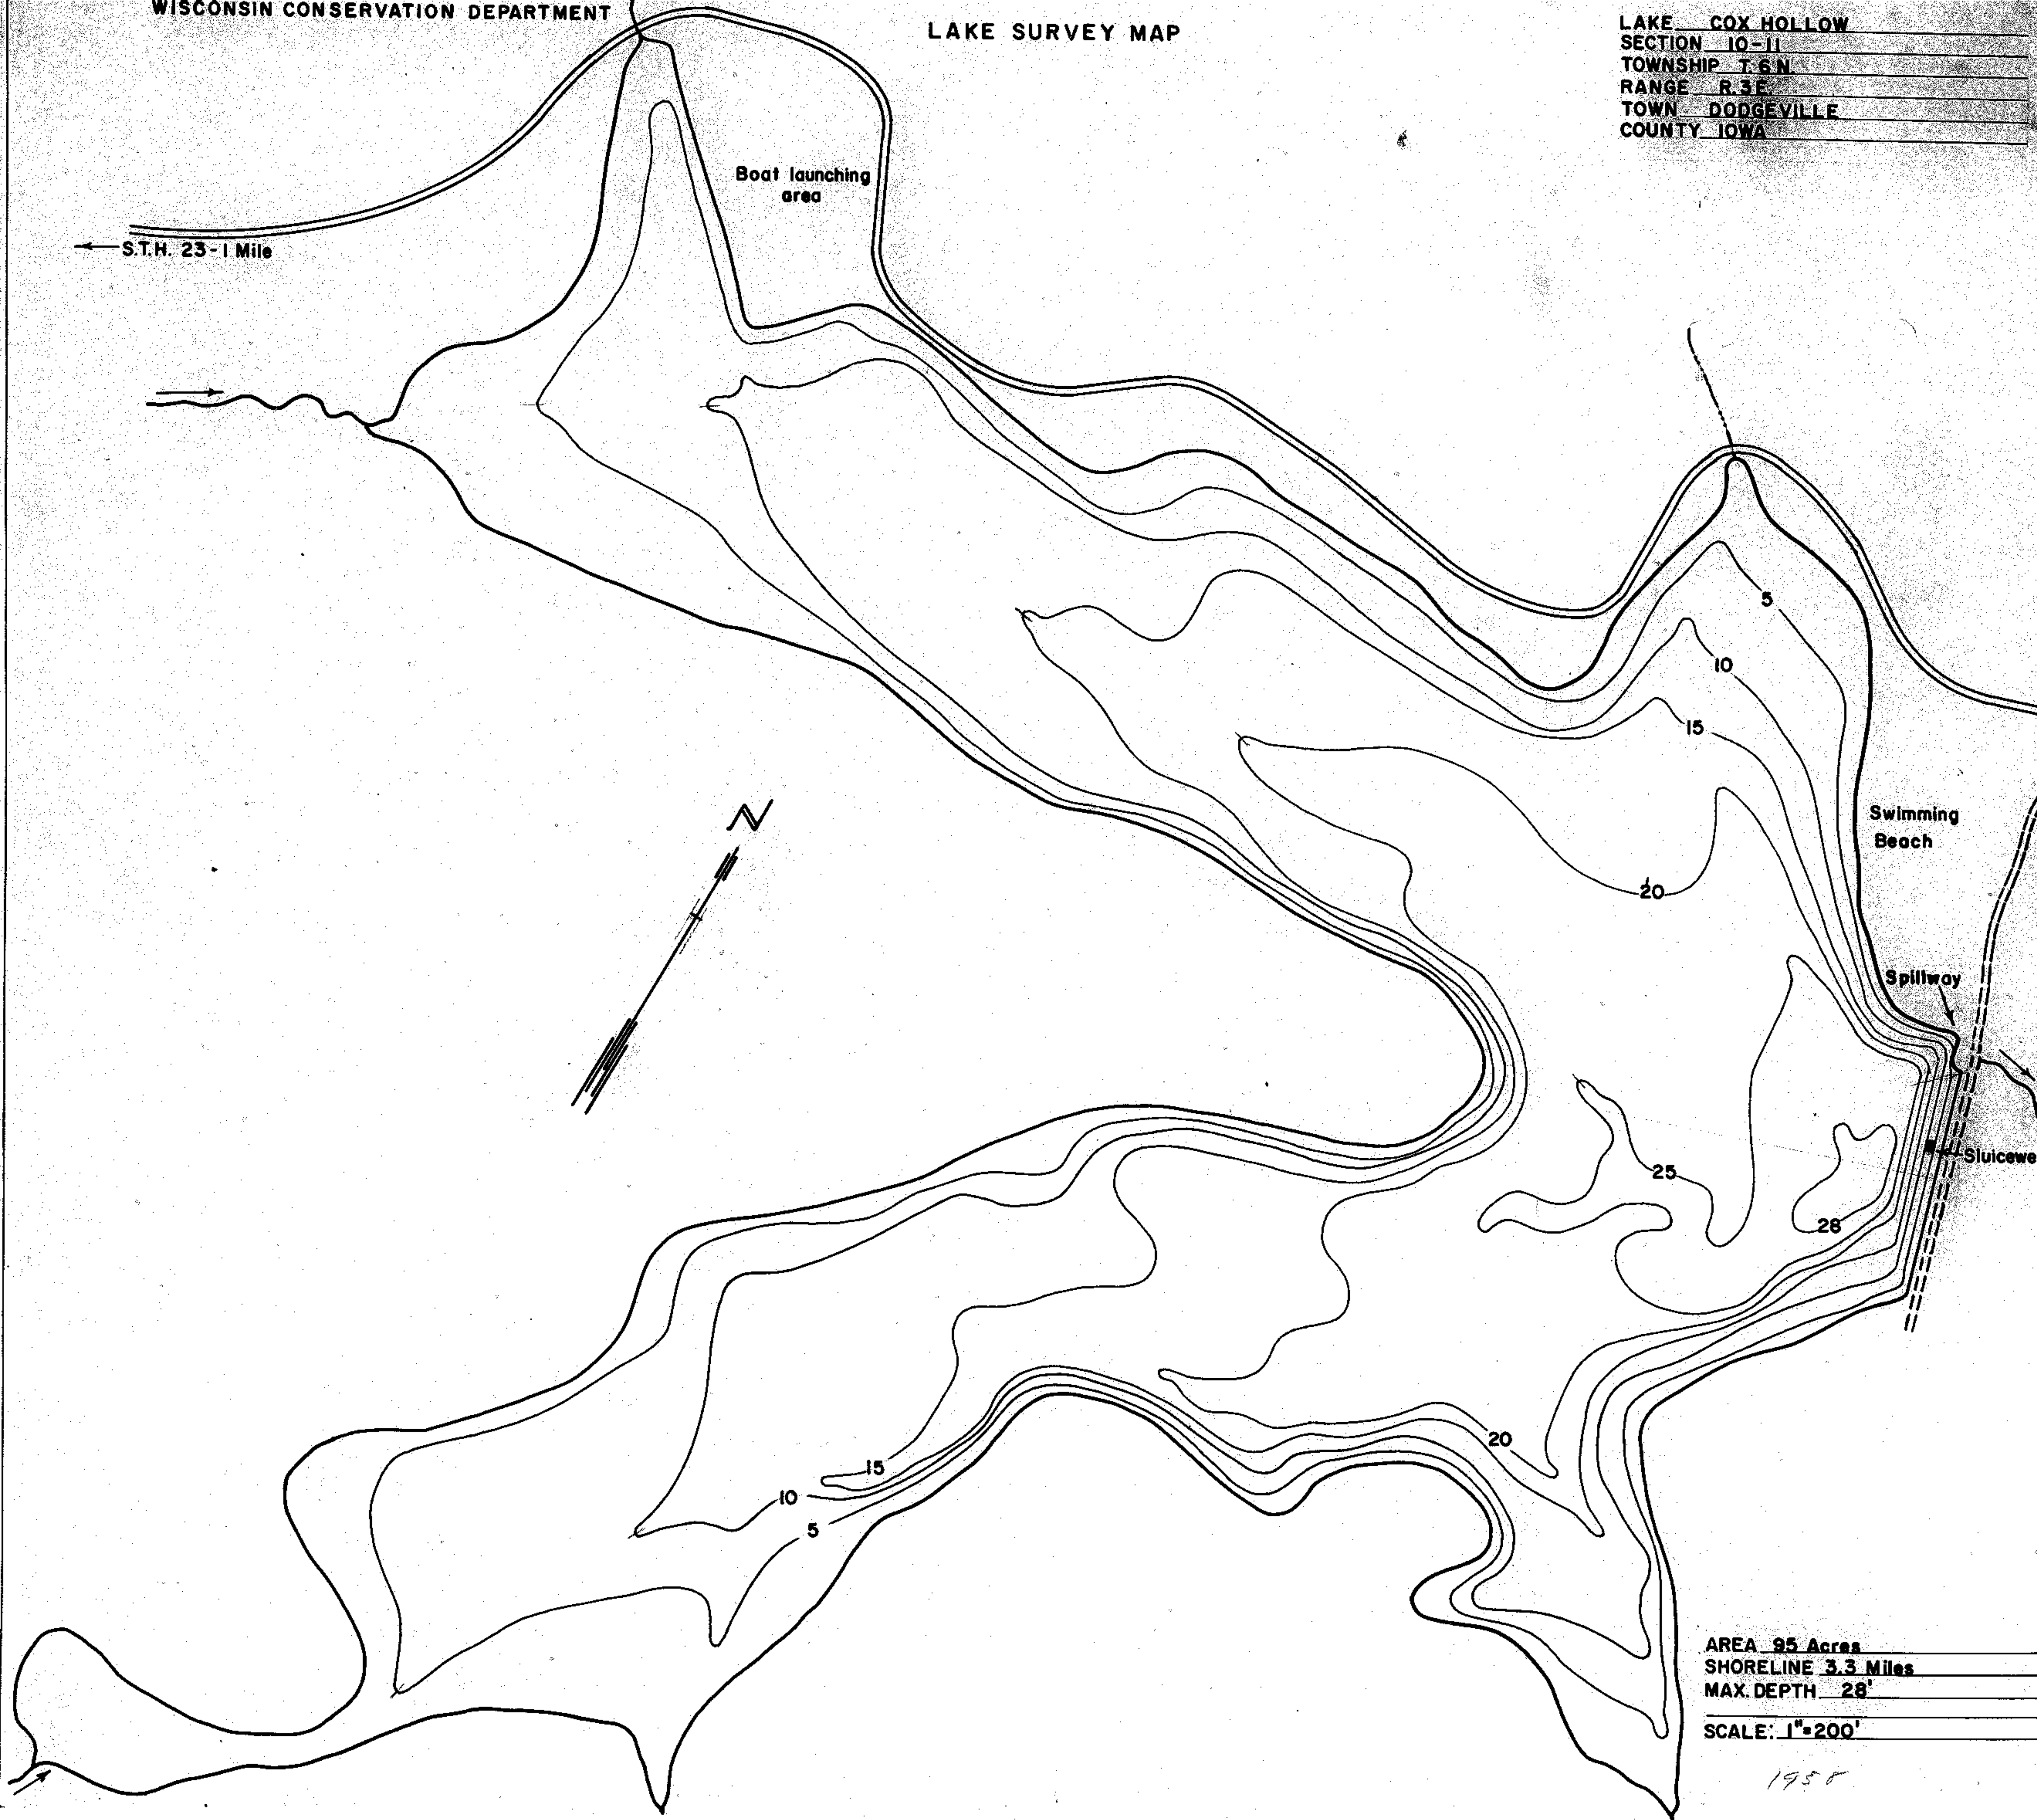 WISCONSIN CONSERVATION DEPARTMENT
LAKE SURVEY MAP
LAKE COX HOLLOW
SECTION 10-11
TOWNSHIP T.6N.
RANGE R.3E.
TOWN DODGEVILLE
COUNTY IOWA
Boat launching
area
S.T.H. 23-1 Mile
5
10
15
N
Swimming
Beach
20
Spillway
25
Sluicewe
28
20
15
10
5
AREA 95 Acres
SHORELINE 3.3 Miles
MAX. DEPTH 28'
SCALE: 1"=200'
1958